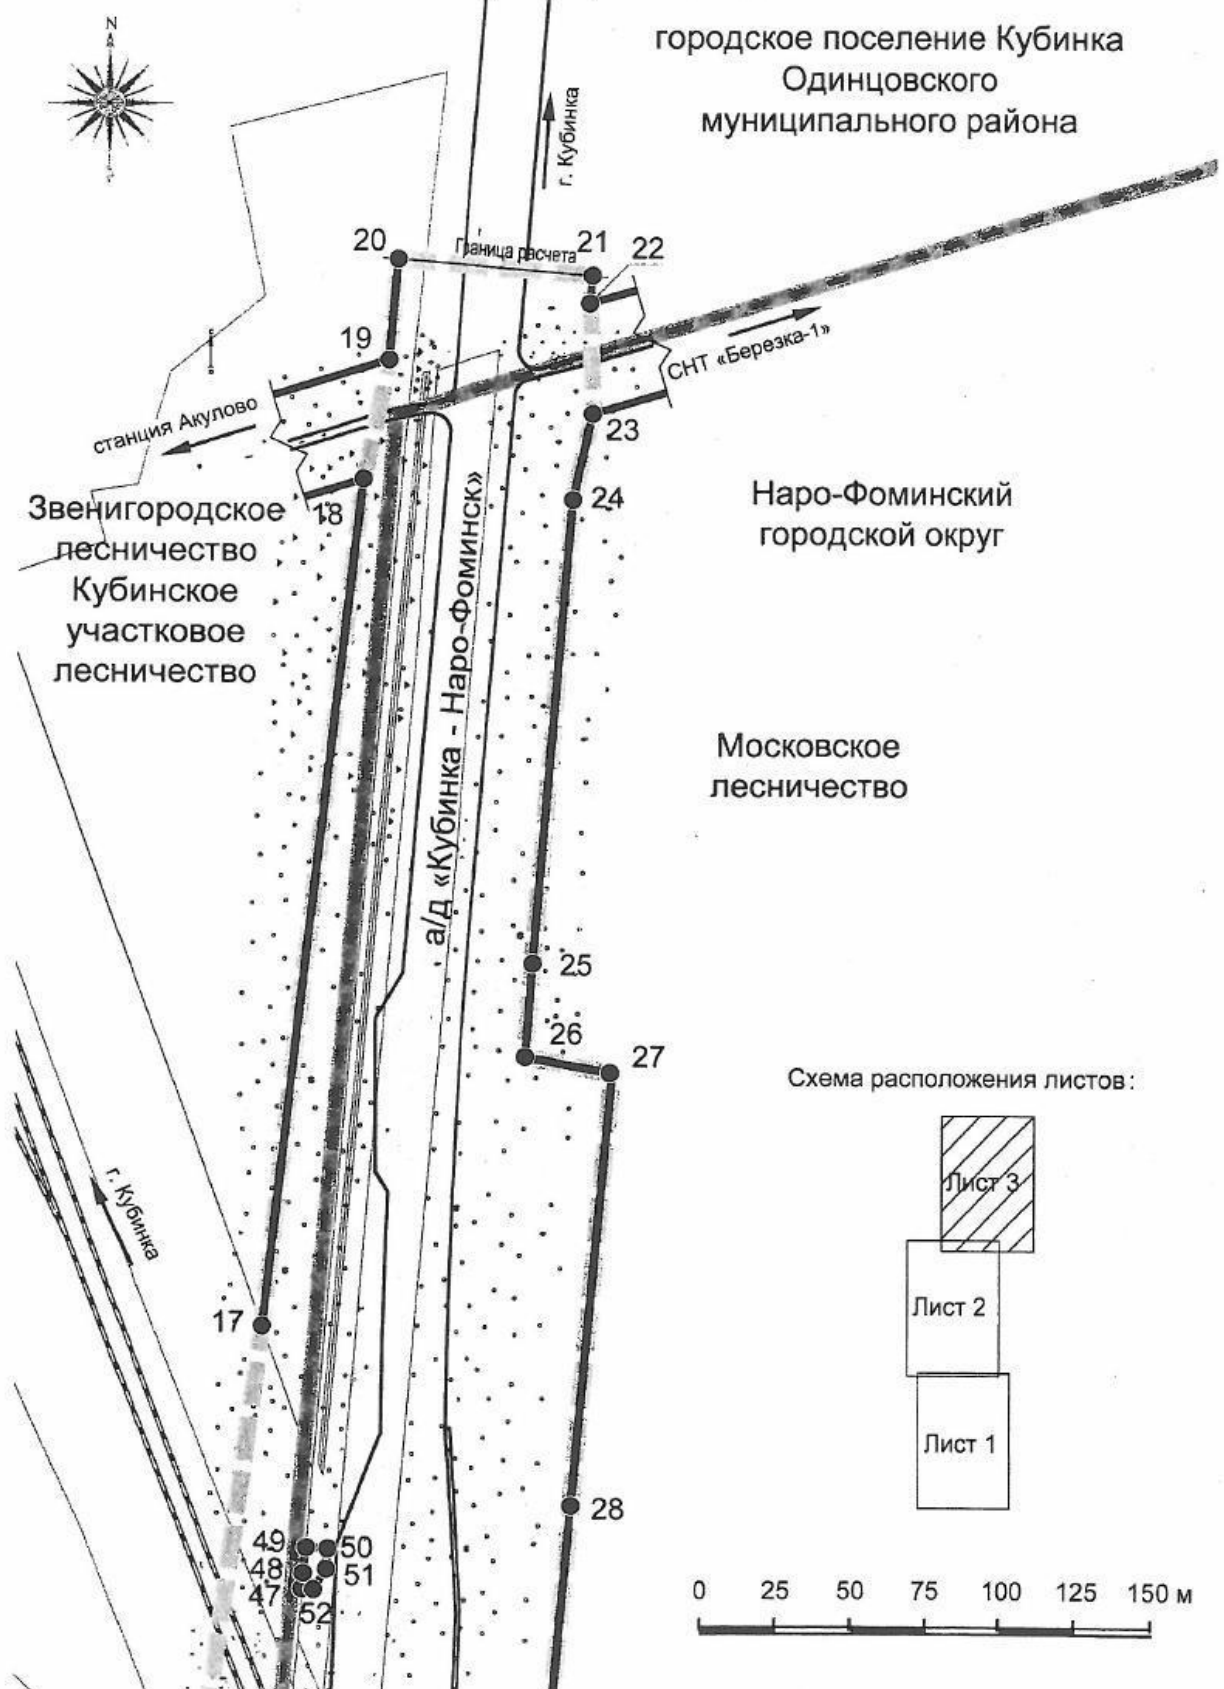 N
городское поселение Кубинка
Одинцовского
муниципального района
г. Кубинка
20
Граница расчета
21
22
19
СНТ «Березка-1»
станция Акулово
23
18
24
Звенигородское
лесничество
Кубинское
участковое
лесничество
Наро-Фоминский
городской округ
а/д «Кубинка - Наро-Фоминск»
Московское
лесничество
25
26
27
Схема расположения листов:
Лист 3
г. Кубинка
Лист 2
17
Лист 1
28
49
50
48
51
47
52
0 25 50 75 100 125 150 м